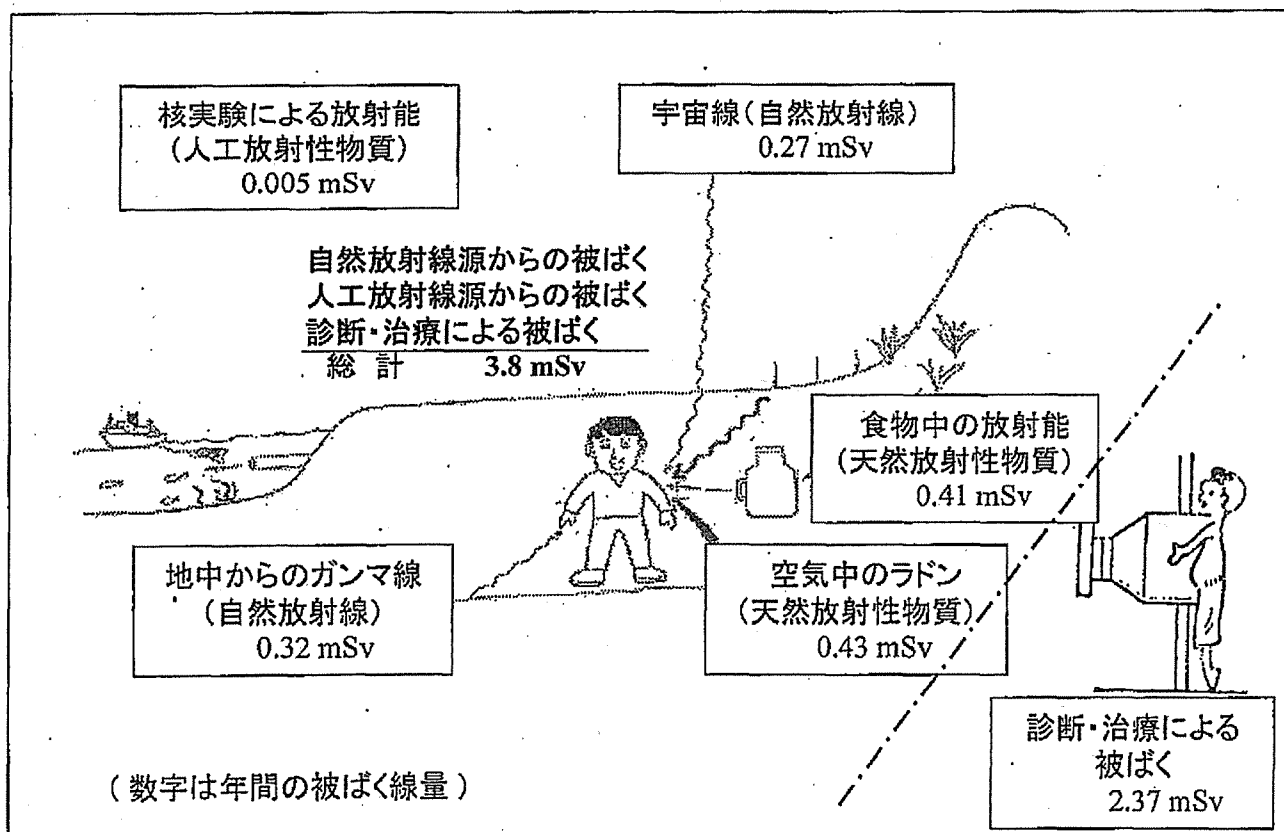 核実験による放射能
(人工放射性物質)
0.005 mSv
宇宙線(自然放射線)
0.27 mSv
自然放射線源からの被ばく
人工放射線源からの被ばく
診断・治療による被ばく
総 計 3.8 mSv
食物中の放射能
(天然放射性物質)
0.41 mSv
地中からのガンマ線
(自然放射線)
0.32 mSv
空気中のラドン
(天然放射性物質)
0.43 mSv
診断・治療による
被ばく
2.37 mSv
( 数字は年間の被ばく線量 )